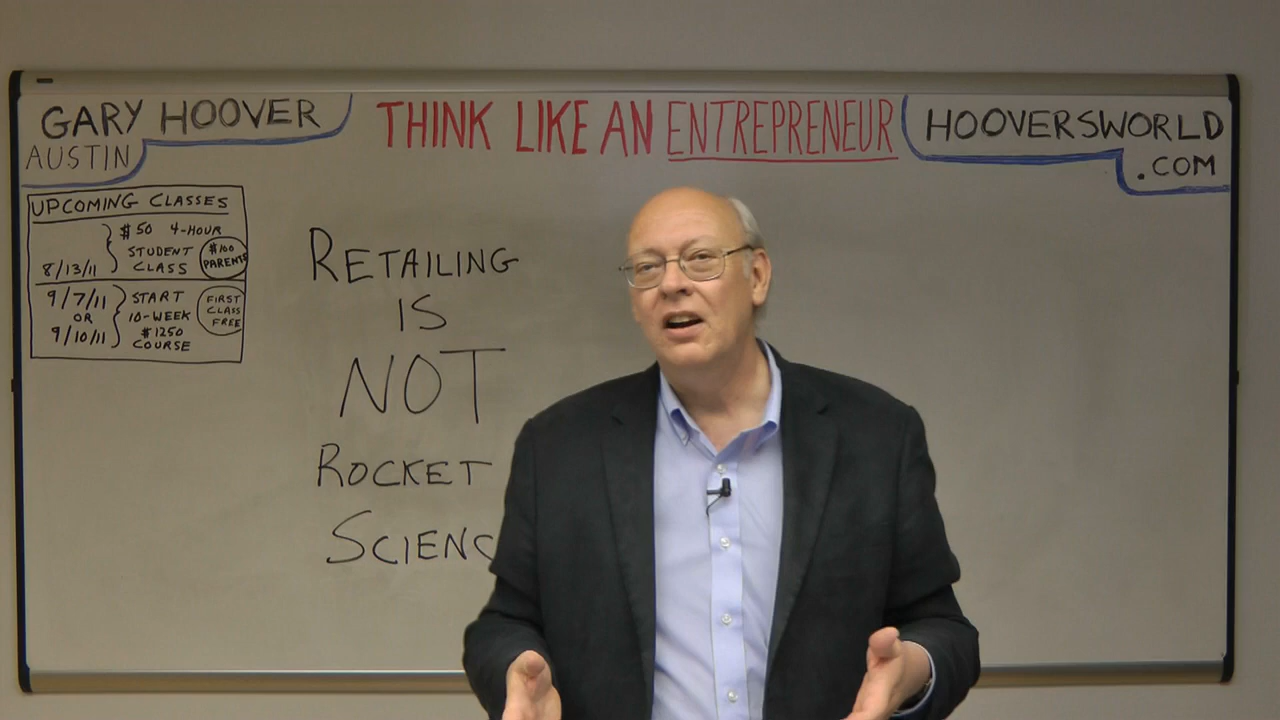 GARY HOOVER
AUSTIN
THINK LIKE AN ENTREPRENEUR
HOOVERSWORLD
.COM
UPCOMING CLASSES
8/13/11
$50 4-HOUR
STUDENT
CLASS
$100
PARENTS
9/7/11
OR
9/10/11
START
10-WEEK
$1250
COURSE
FIRST
CLASS
FREE
RETAILING
IS
NOT
ROCKET
SCIENC